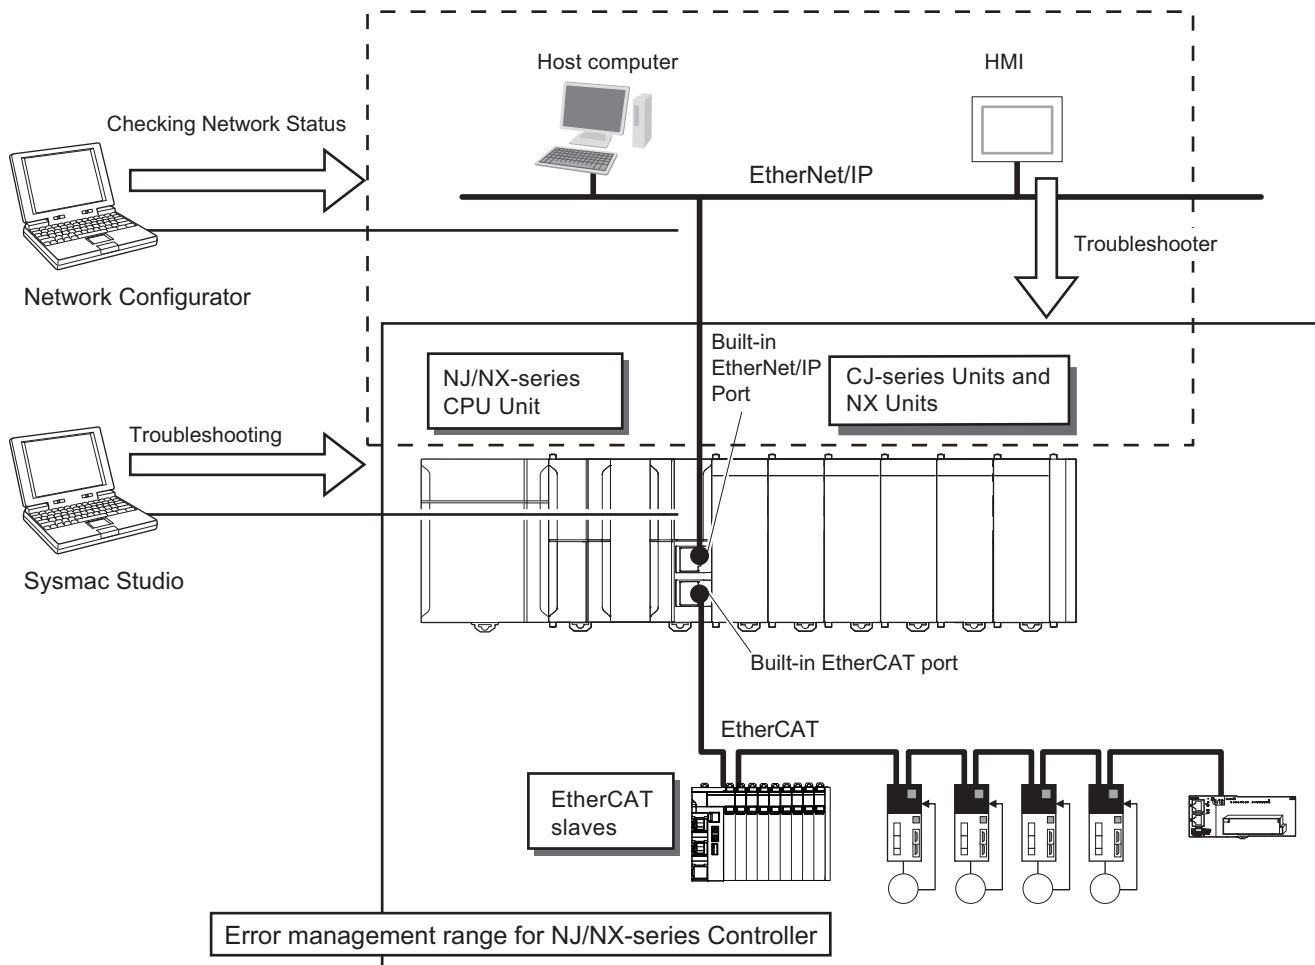 Host computer
HMI
Checking Network Status
EtherNet/IP
Troubleshooter
Network Configurator
Built-in
EtherNet/IP
Port
NJ/NX-series
CPU Unit
CJ-series Units and
NX Units
Troubleshooting
Sysmac Studio
Built-in EtherCAT port
EtherCAT
EtherCAT
slaves
Error management range for NJ/NX-series Controller